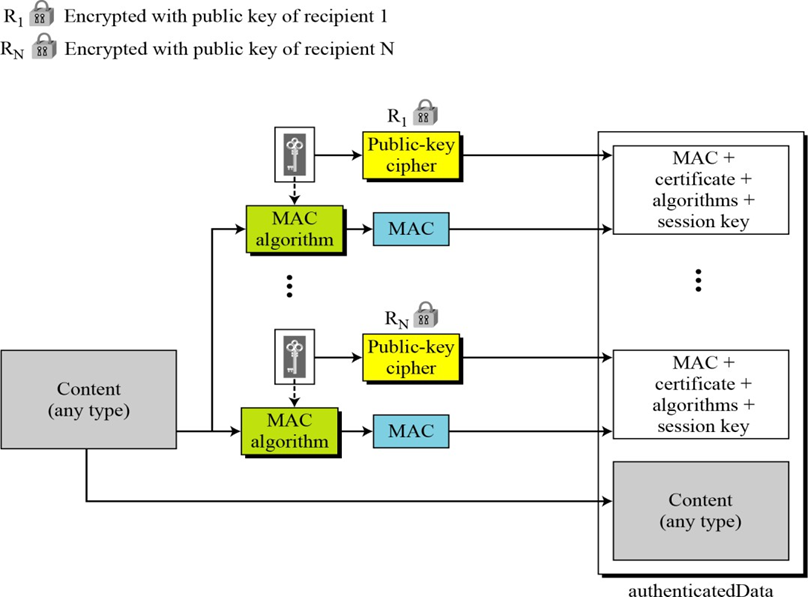 R1 Encrypted with public key of recipient 1
RN Encrypted with public key of recipient N
R1
Public-key
cipher
MAC
algorithm
MAC
MAC +
certificate +
algorithms +
session key
RN
Public-key
cipher
Content
(any type)
MAC
algorithm
MAC
MAC +
certificate +
algorithms +
session key
Content
(any type)
authenticatedData